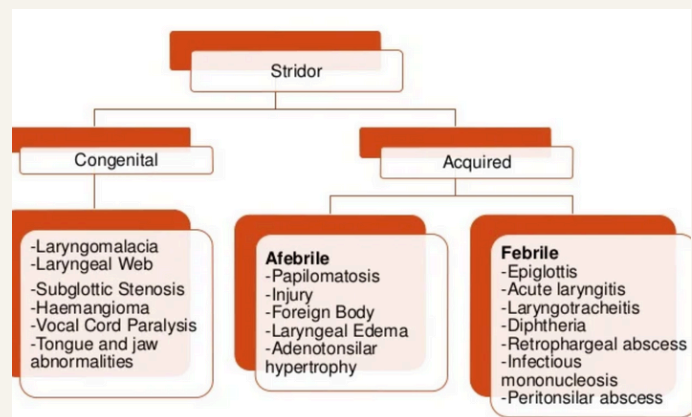 Stridor
Congenital
Acquired
-Laryngomalacia
-Laryngeal Web
-Subglottic Stenosis
-Haemangioma
-Vocal Cord Paralysis
-Tongue and jaw
abnormalities
Afebrile
-Papilomatosis
-Injury
-Foreign Body
-Laryngeal Edema
-Adenotonsilar
hypertrophy
Febrile
-Epiglottis
-Acute laryngitis
-Laryngotracheitis
-Diphtheria
-Retrophargeal abscess
-Infectious
mononucleosis
-Peritonsilar abscess